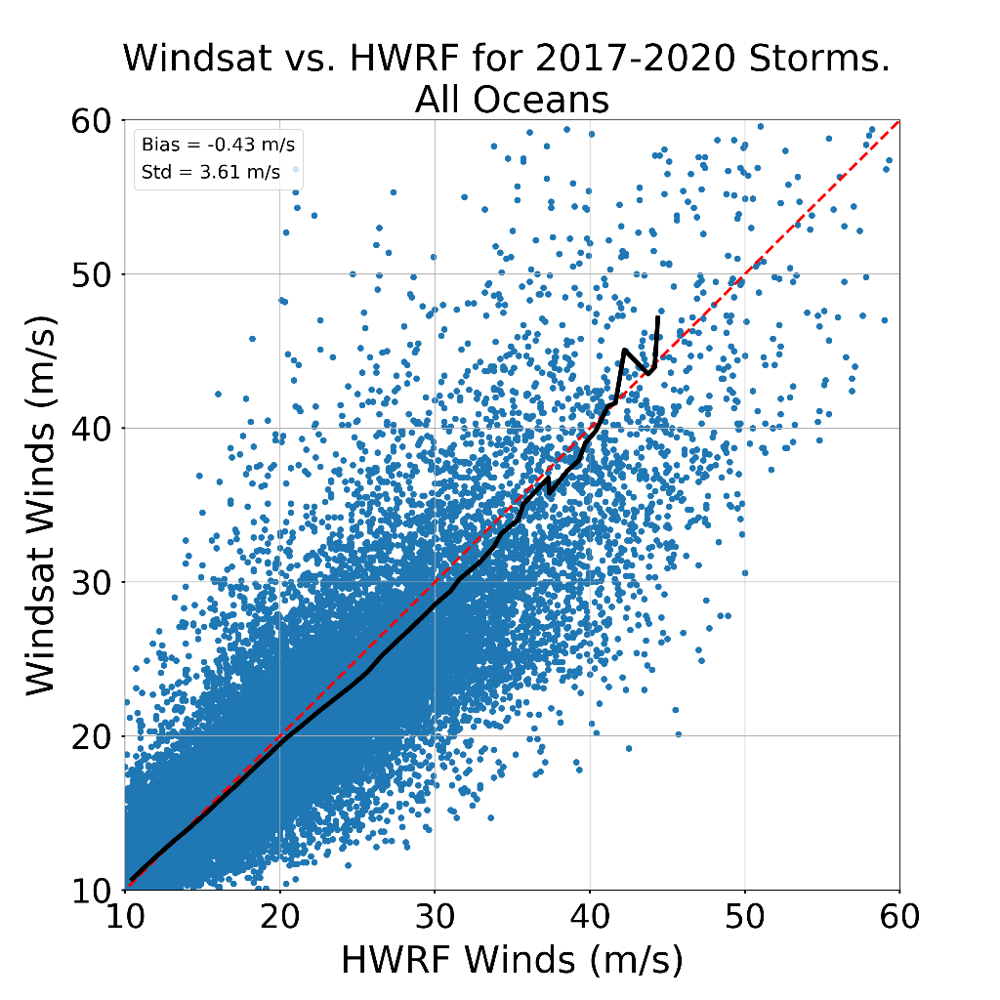 Windsat vs. HWRF for 2017-2020 Storms.
All Oceans
Bias = -0.43 m/s
Std = 3.61 m/s
Windsat Winds (m/s)
60
50
40
30
20
10
10 20 30 40 50 60
HWRF Winds (m/s)